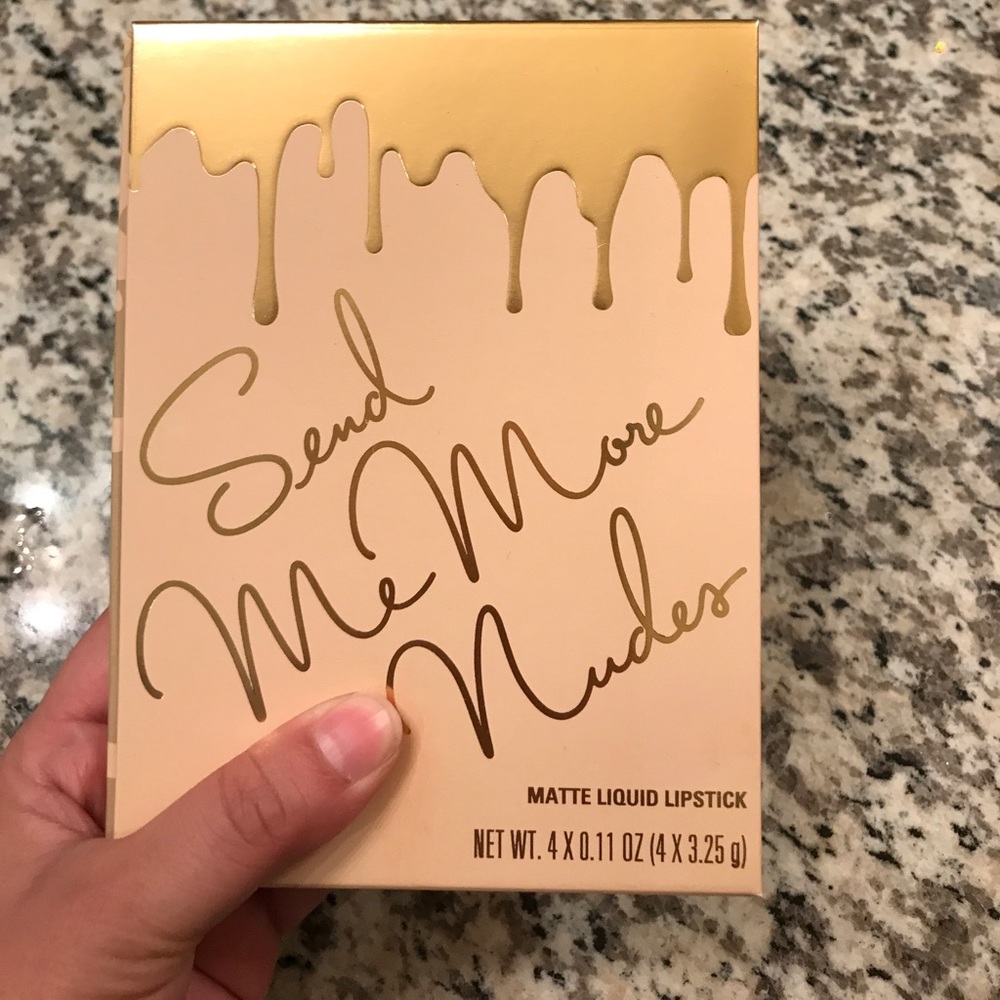 Send
Me More
Nudes
MATTE LIQUID LIPSTICK
NET WT. 4 X 0.11 OZ (4 X 3.25 g)